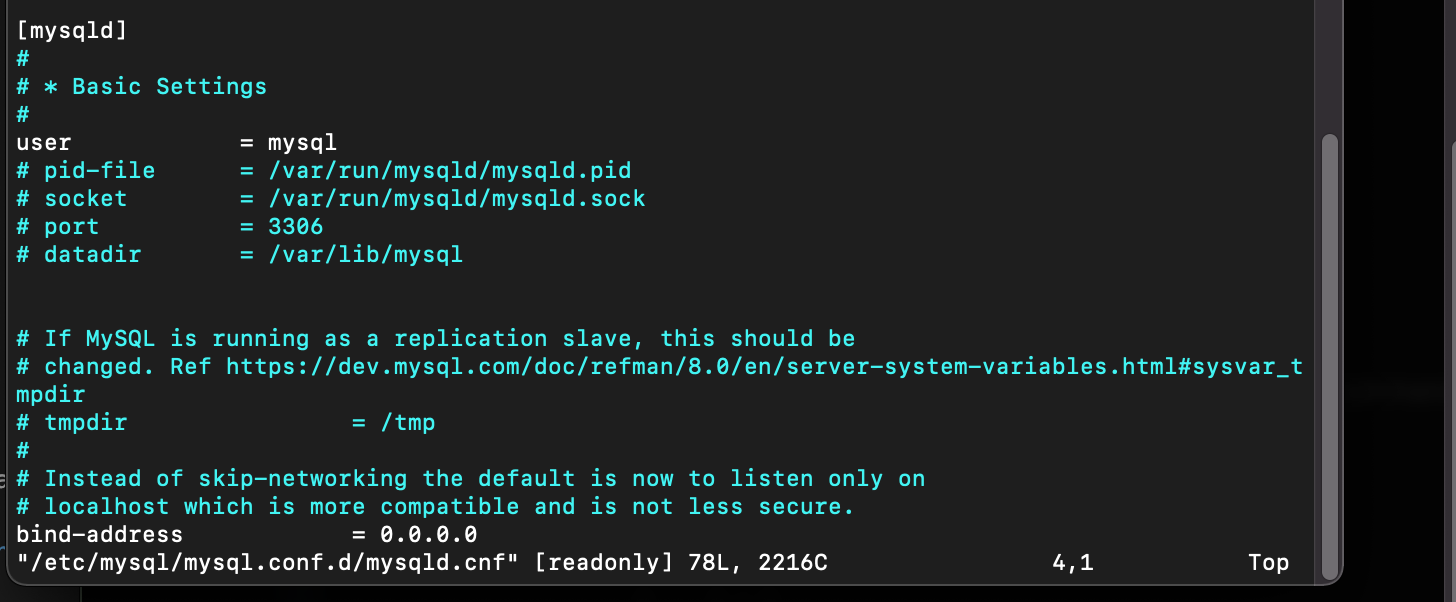 [mysqld]
#
# * Basic Settings
#
user            = mysql
# pid-file      = /var/run/mysqld/mysqld.pid
# socket        = /var/run/mysqld/mysqld.sock
# port          = 3306
# datadir       = /var/lib/mysql
# If MySQL is running as a replication slave, this should be
# changed. Ref https://dev.mysql.com/doc/refman/8.0/en/server-system-variables.html#sysvar_t
mpdir
# tmpdir                = /tmp
#
# Instead of skip-networking the default is now to listen only on
# localhost which is more compatible and is not less secure.
bind-address            = 0.0.0.0
"/etc/mysql/mysql.conf.d/mysqld.cnf" [readonly] 78L, 2216C                4,1           Top